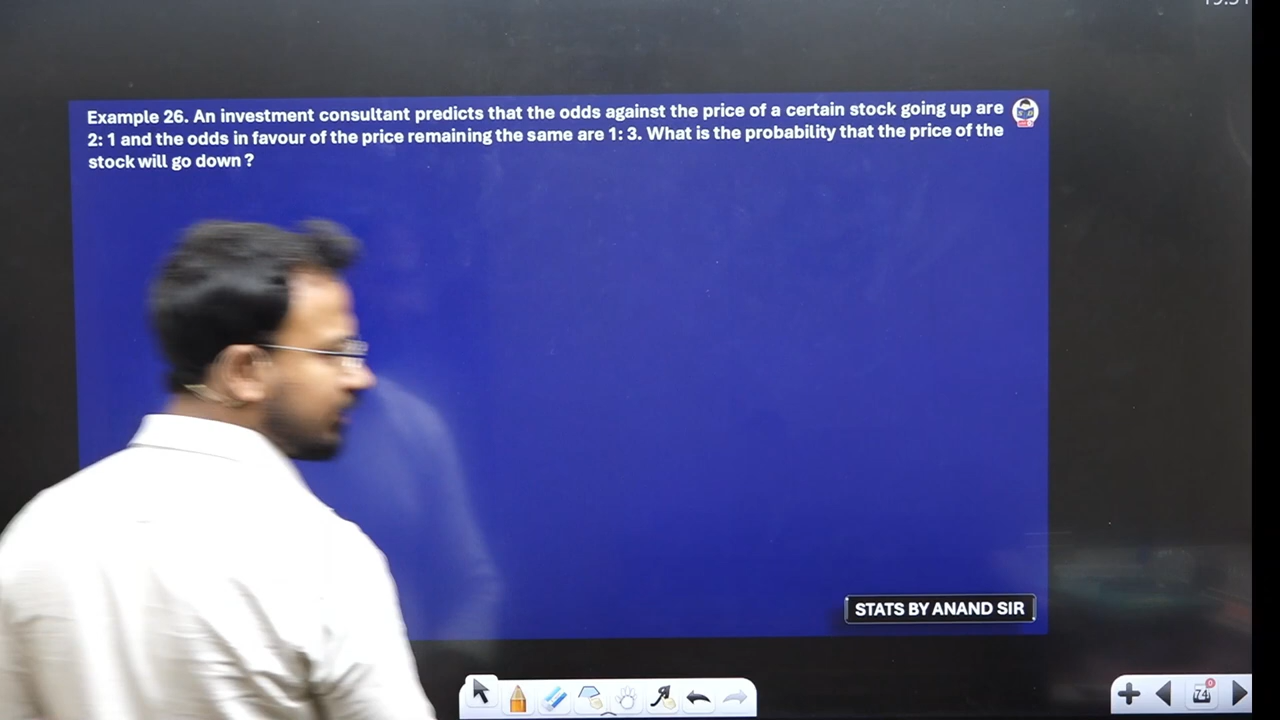 Example 26. An investment consultant predicts that the odds against the price of a certain stock going up are
2: 1 and the odds in favour of the price remaining the same are 1: 3. What is the probability that the price of the
stock will go down ?
STATS BY ANAND SIR
74